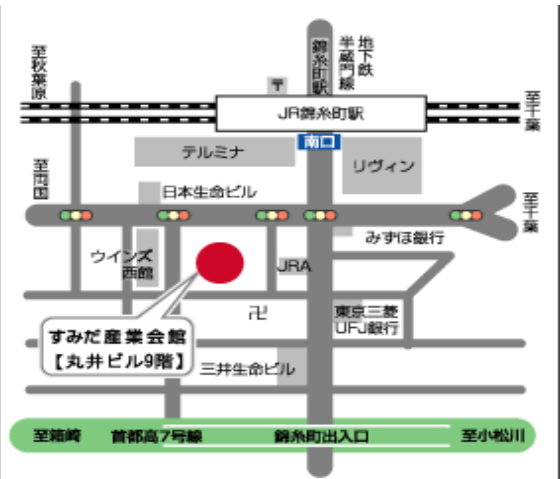 至秋葉原
錦糸町駅
地下鉄
半蔵門線
〒
至千葉
JR錦糸町駅
南口
テルミナ
リヴィン
至両国
日本生命ビル
至千葉
みずほ銀行
ウインズ
西館
JRA
卍
東京三菱
UFJ銀行
すみだ産業会館
【丸井ビル9階】
三井生命ビル
至箱崎
首都高7号線
錦糸町出入口
至小松川